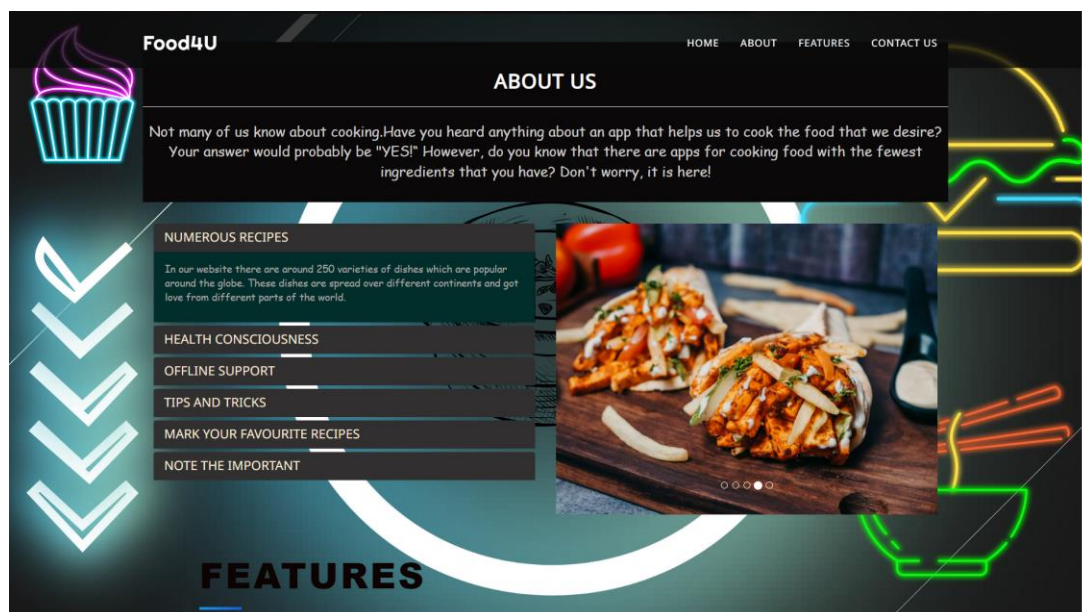 Food4U
HOME ABOUT FEATURES CONTACT US
ABOUT US
Not many of us know about cooking.Have you heard anything about an app that helps us to cook the food that we desire?
Your answer would probably be "YES!" However, do you know that there are apps for cooking food with the fewest
ingredients that you have? Don't worry, it is here!
NUMEROUS RECIPES
In our website there are around 250 varieties of dishes which are popular
around the globe. These dishes are spread over different continents and got
love from different parts of the world.
HEALTH CONSCIOUSNESS
OFFLINE SUPPORT
TIPS AND TRICKS
MARK YOUR FAVOURITE RECIPES
NOTE THE IMPORTANT
FEATURES